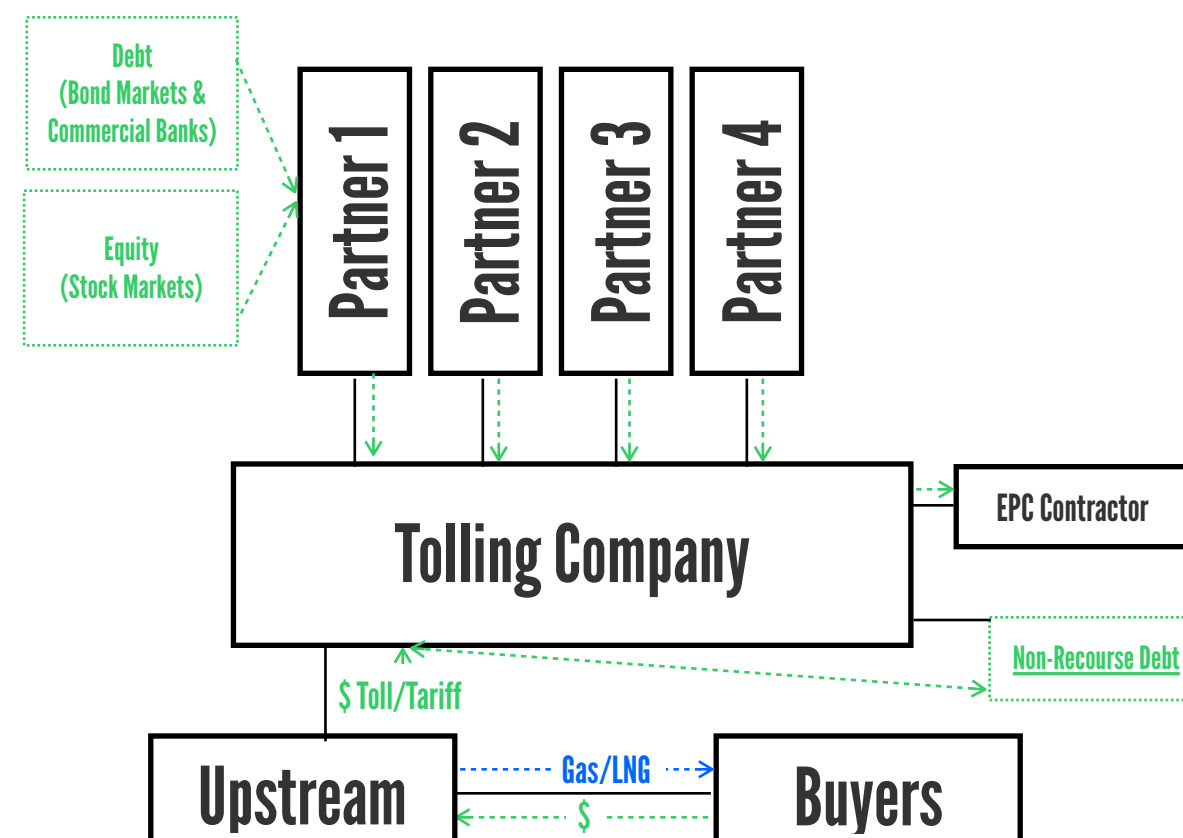 Debt
(Bond Markets &
Commercial Banks)
Equity
(Stock Markets)
Partner 1
Partner 2
Partner 3
Partner 4
Tolling Company
EPC Contractor
Non-Recourse Debt
$ Toll/Tariff
Upstream
Gas/LNG
$
Buyers